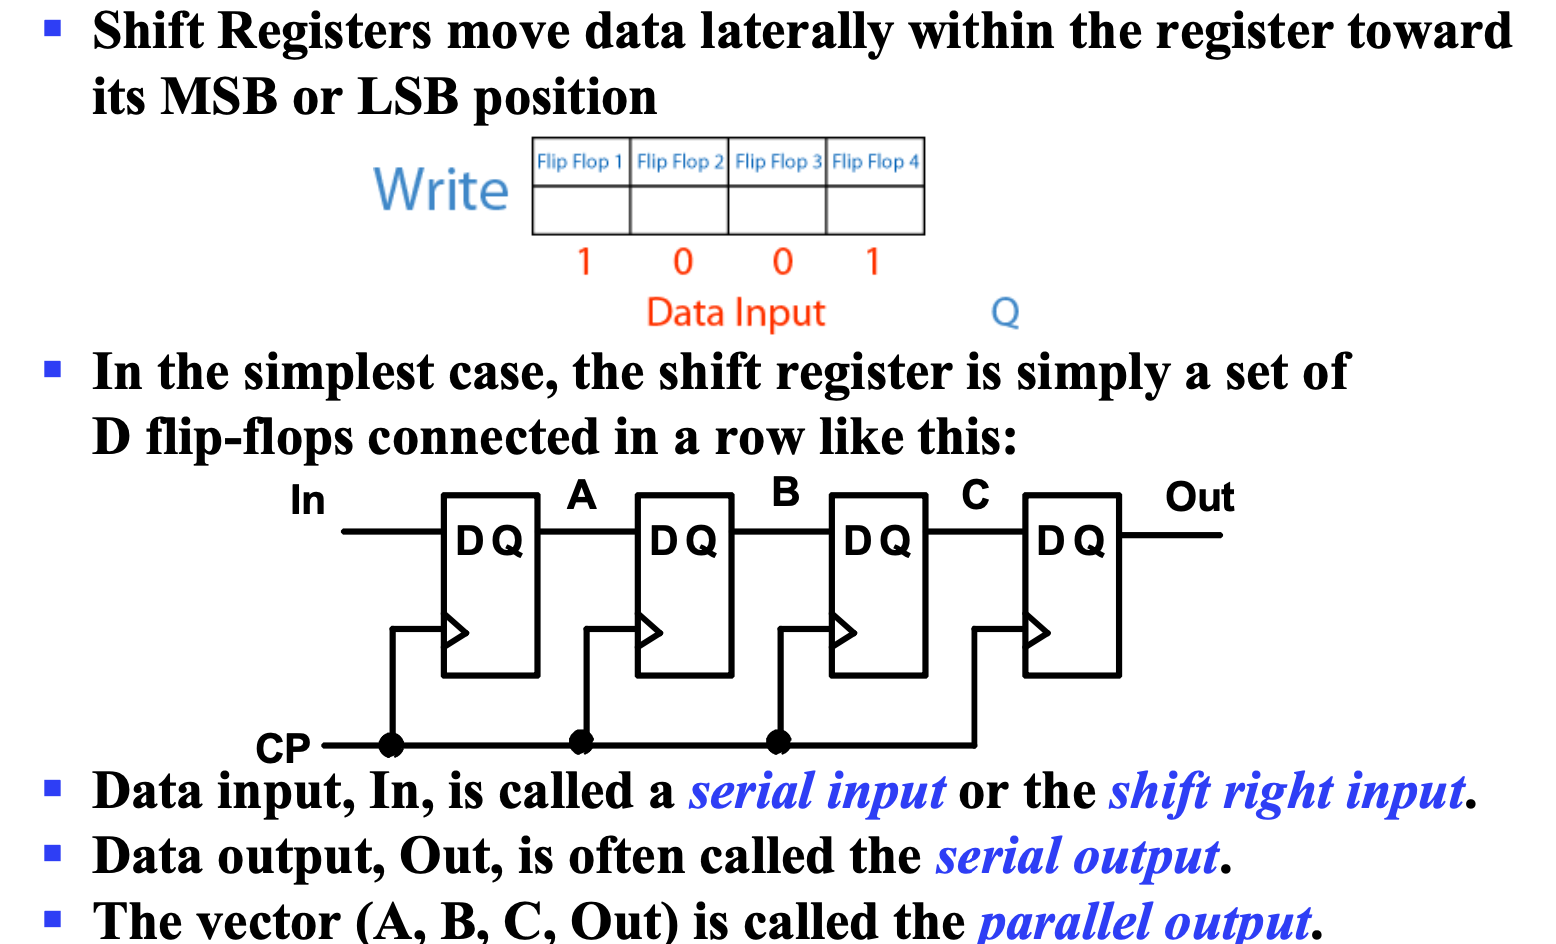 Shift Registers move data laterally within the register toward
its MSB or LSB position
Write
Flip Flop 1 Flip Flop 2 Flip Flop 3 Flip Flop 4
1 0 0 1
Data Input Q
In the simplest case, the shift register is simply a set of
D flip-flops connected in a row like this:
In A B C Out
D Q D Q D Q D Q
CP
Data input, In, is called a serial input or the shift right input.
Data output, Out, is often called the serial output.
The vector (A, B, C, Out) is called the parallel output.